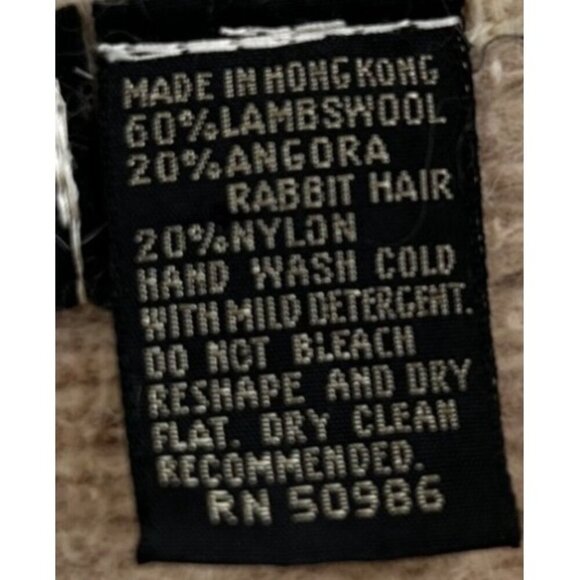 MADE IN HONG KONG
60% LAMBSWOOL
20% ANGORA
RABBIT HAIR
20% NYLON
HAND WASH COLD
WITH MILD DETERGENT.
DO NOT BLEACH
RESHAPE AND DRY
FLAT. DRY CLEAN
RECOMMENDED.
RN 50986